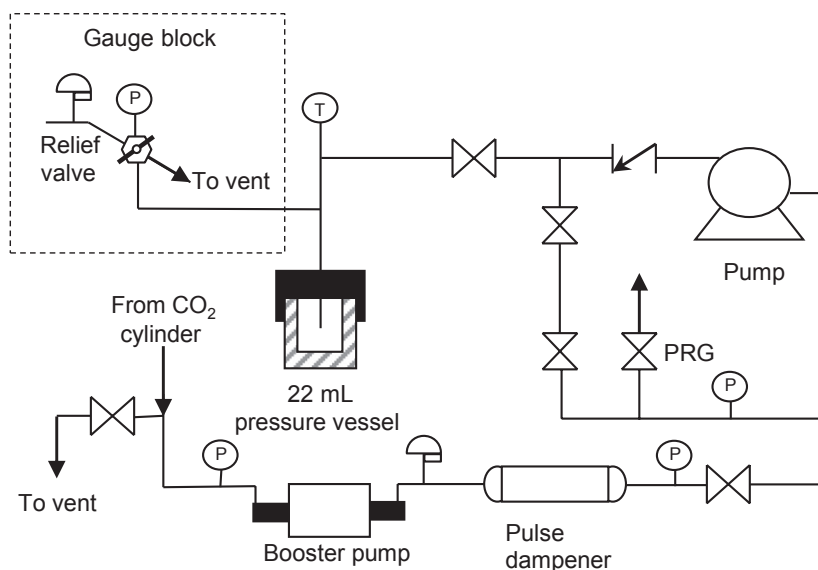 Gauge block
P
T
Relief
valve
To vent
Pump
From CO₂
cylinder
PRG
P
22 mL
pressure vessel
P
P
To vent
Booster pump
Pulse
dampener